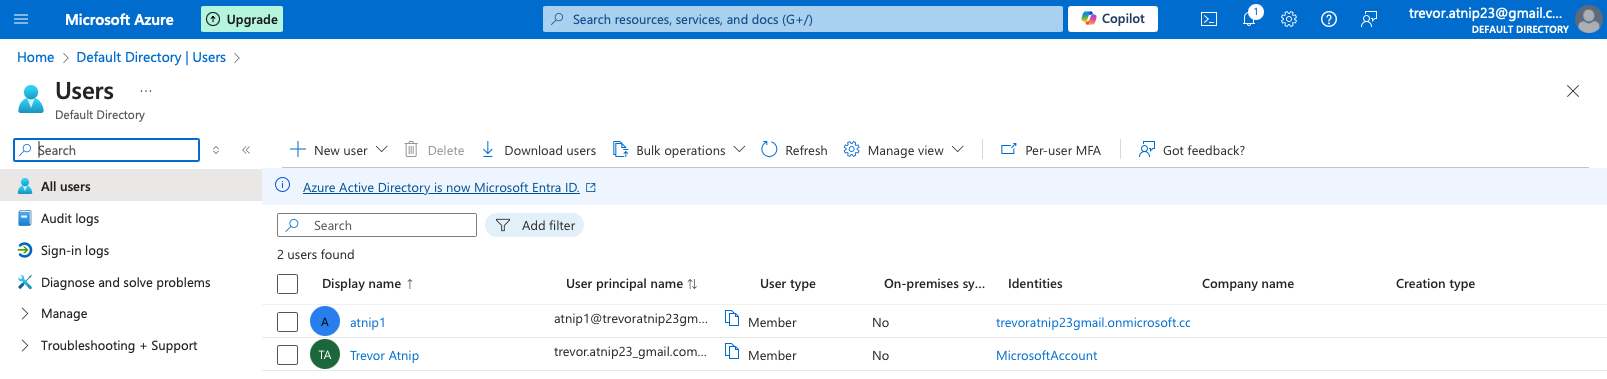 Microsoft Azure Upgrade Search resources, services, and docs (G+/) Copilot 1 trevor.atnip23@gmail.c...
DEFAULT DIRECTORY
Home > Default Directory | Users >
Users ...
Default Directory
Search
New user Delete Download users Bulk operations Refresh Manage view Per-user MFA Got feedback?
All users
Audit logs
Sign-in logs
Diagnose and solve problems
Manage
Troubleshooting + Support
Azure Active Directory is now Microsoft Entra ID.
Search Add filter
2 users found
Display name ↑ User principal name ↑↓ User type On-premises sy... Identities Company name Creation type
A atnip1 atnip1@trevoratnip23gm... Member No trevoratnip23gmail.onmicrosoft.cc
TA Trevor Atnip trevor.atnip23_gmail.com... Member No MicrosoftAccount